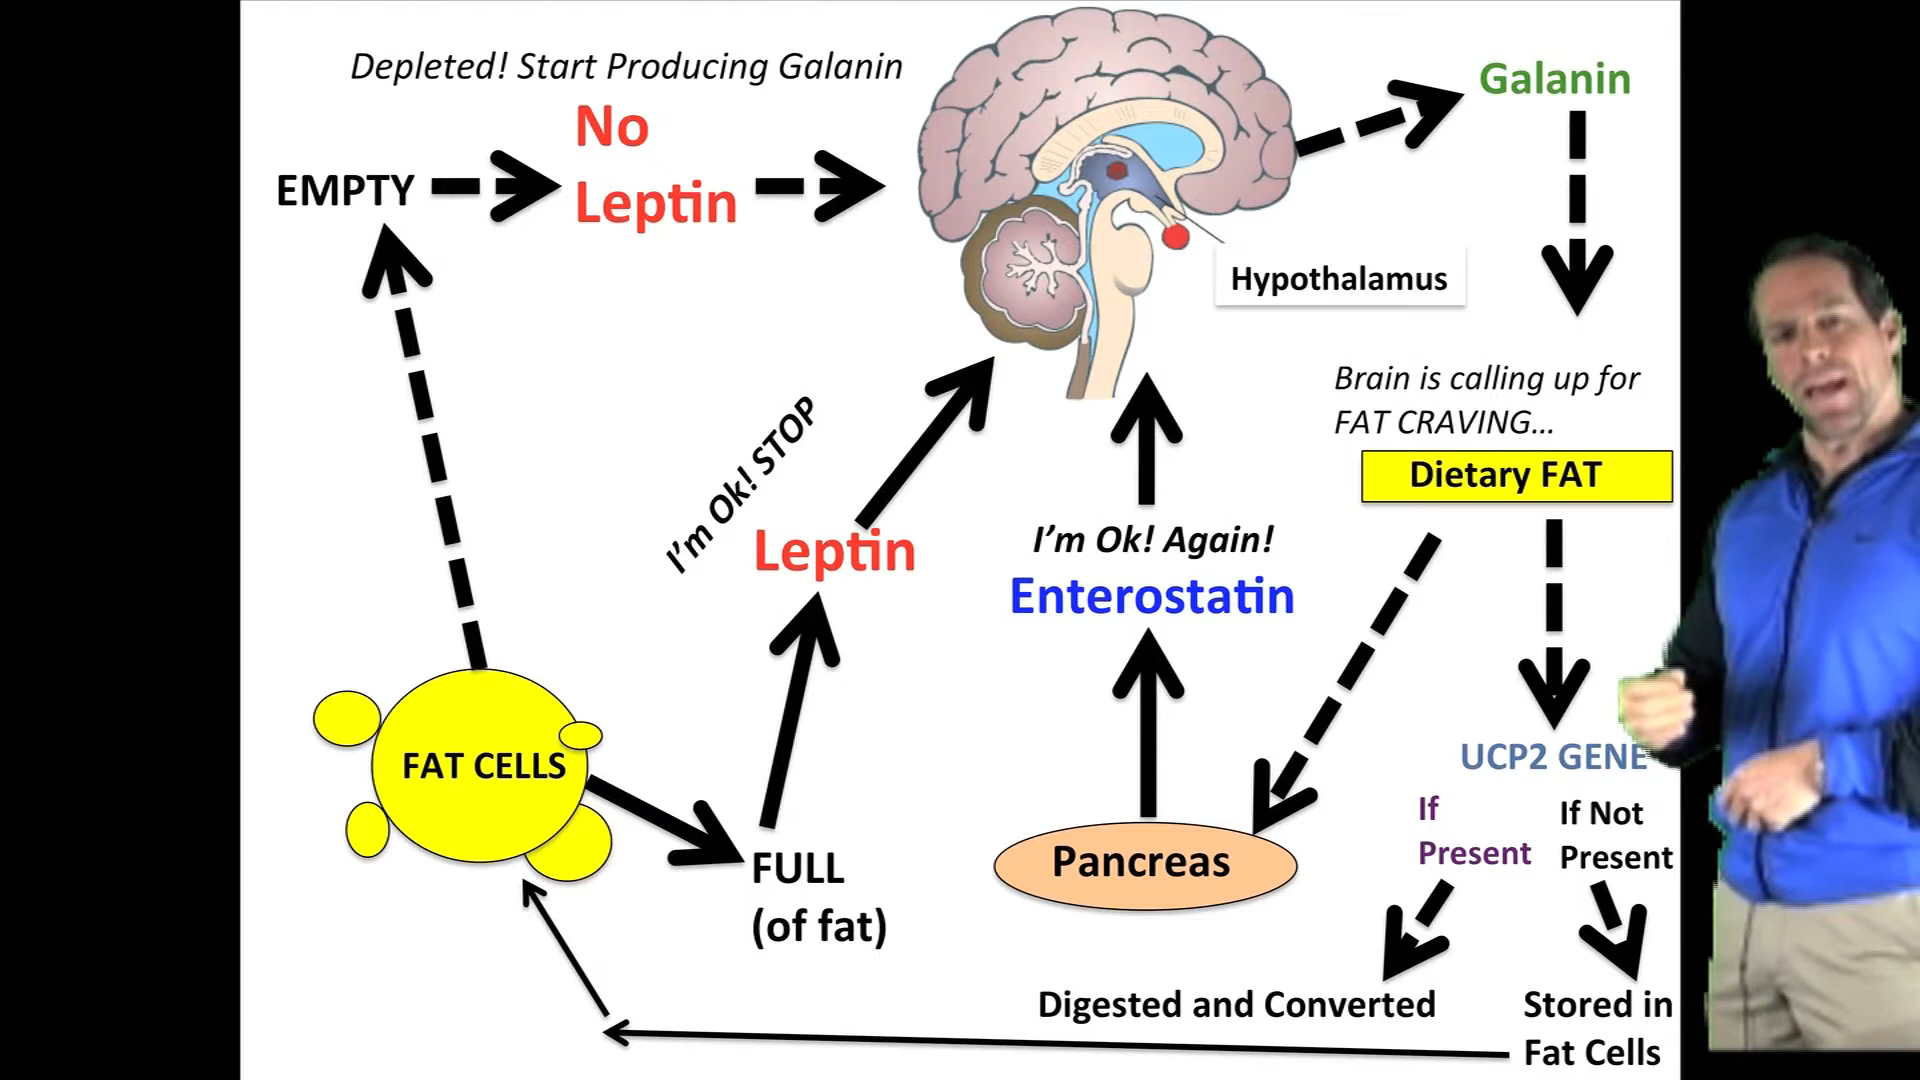 Depleted! Start Producing Galanin
No
Leptin
EMPTY
Galanin
Hypothalamus
Brain is calling up for
FAT CRAVING...
Dietary FAT
I'm Ok! STOP
Leptin
I'm Ok! Again!
Enterostatin
FAT CELLS
UCP2 GENE
If
Present
If Not
Present
FULL
(of fat)
Pancreas
Digested and Converted
Stored in
Fat Cells